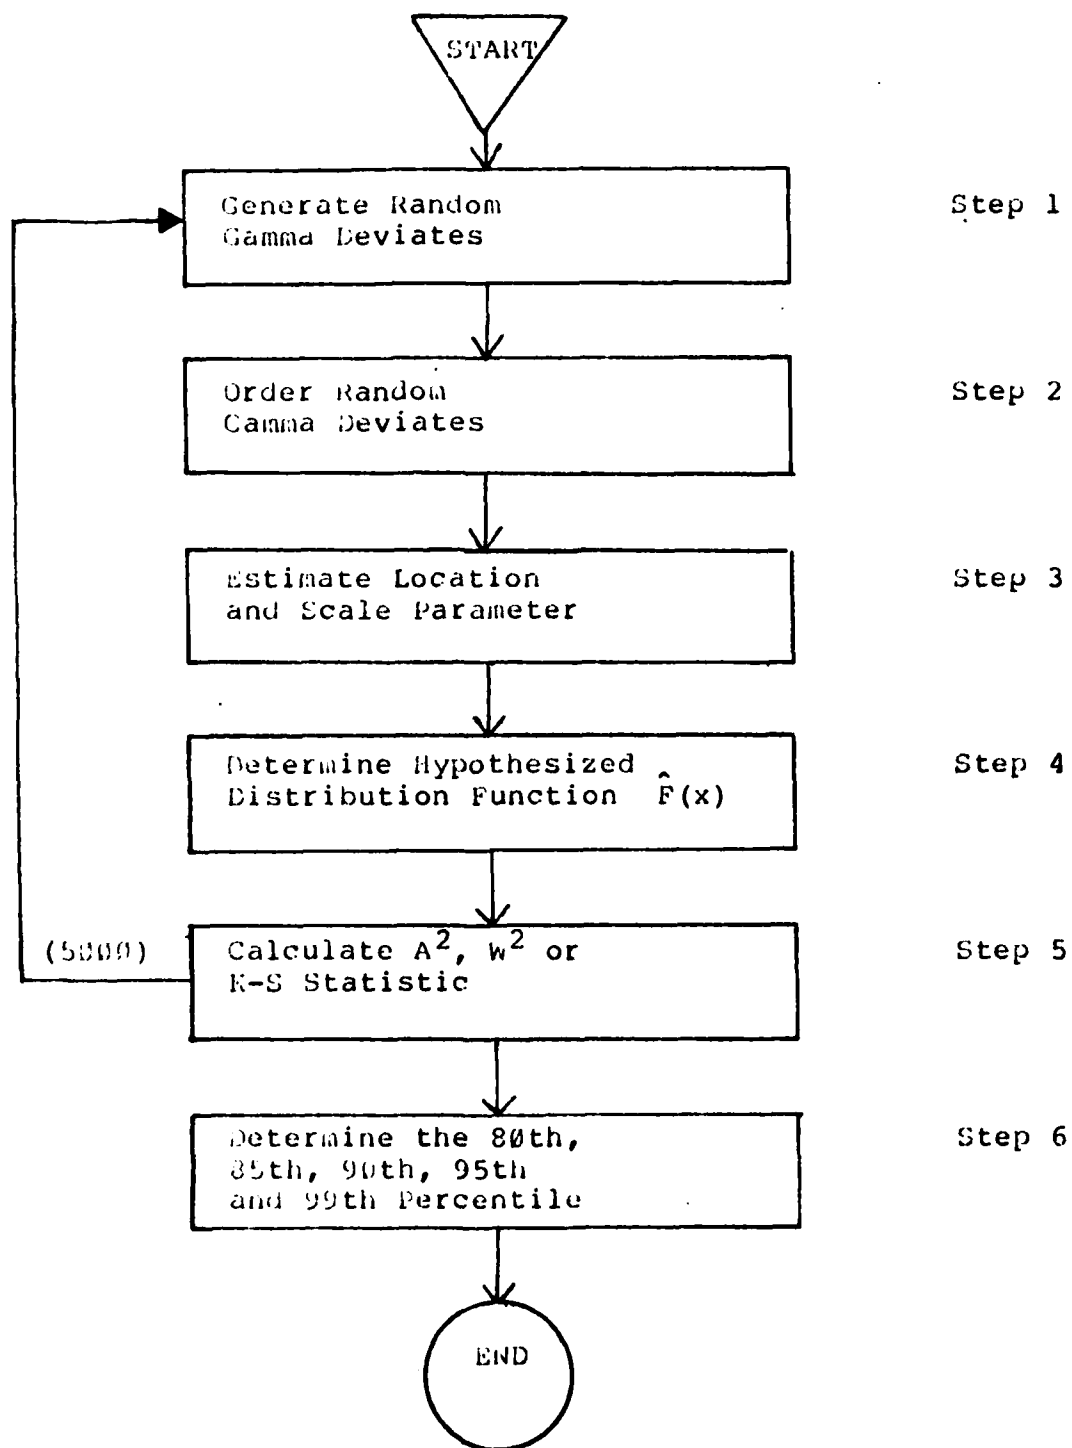 START
Generate Random
Gamma Deviates
Step 1
Order Random
Gamma Deviates
Step 2
Estimate Location
and Scale Parameter
Step 3
Determine Hypothesized
Distribution Function F̂(x)
Step 4
(5000)
Calculate A², W² or
K-S Statistic
Step 5
Determine the 80th,
85th, 90th, 95th
and 99th Percentile
Step 6
END